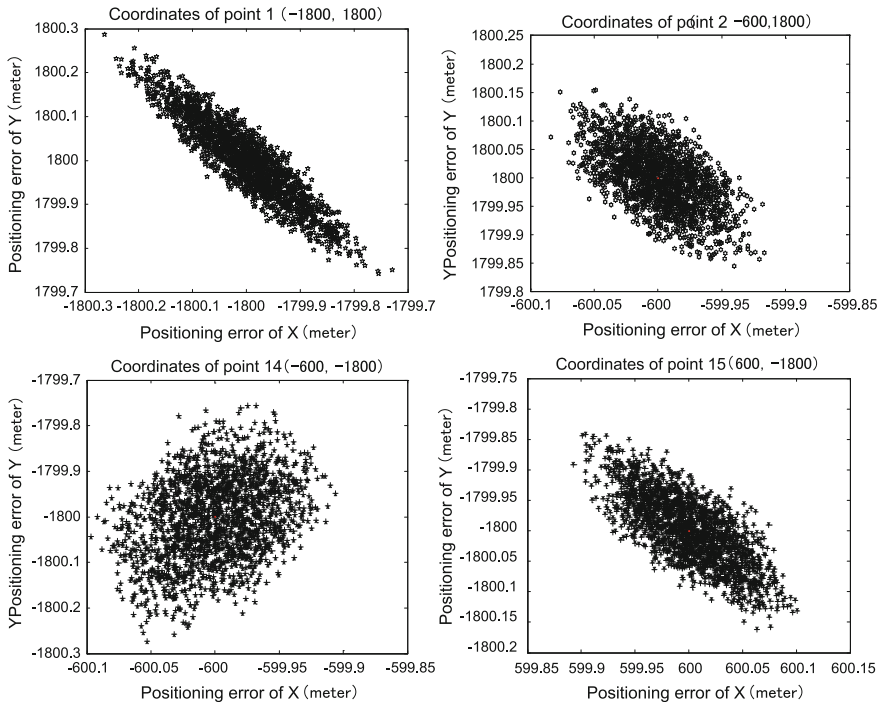 Coordinates of point 1 (-1800, 1800)
1800.3
1800.2
1800.1
1800
1799.9
1799.8
1799.7
Positioning error of Y (meter)
-1800.3 -1800.2 -1800.1 -1800 -1799.9 -1799.8 -1799.7
Positioning error of X (meter)
Coordinates of point 2 (-600,1800)
1800.25
1800.2
1800.15
1800.1
1800.05
1800
1799.95
1799.9
1799.85
1799.8
YPositioning error of Y (meter)
-600.1 -600.05 -600 -599.95 -599.9 -599.85
Positioning error of X (meter)
Coordinates of point 14 (-600, -1800)
-1799.7
-1799.8
-1799.9
-1800
-1800.1
-1800.2
-1800.3
YPositioning error of Y (meter)
-600.1 -600.05 -600 -599.95 -599.9 -599.85
Positioning error of X (meter)
Coordinates of point 15 (600, -1800)
-1799.75
-1799.8
-1799.85
-1799.9
-1799.95
-1800
-1800.05
-1800.1
-1800.15
-1800.2
Positioning error of Y (meter)
599.85 599.9 599.95 600 600.05 600.1 600.15
Positioning error of X (meter)